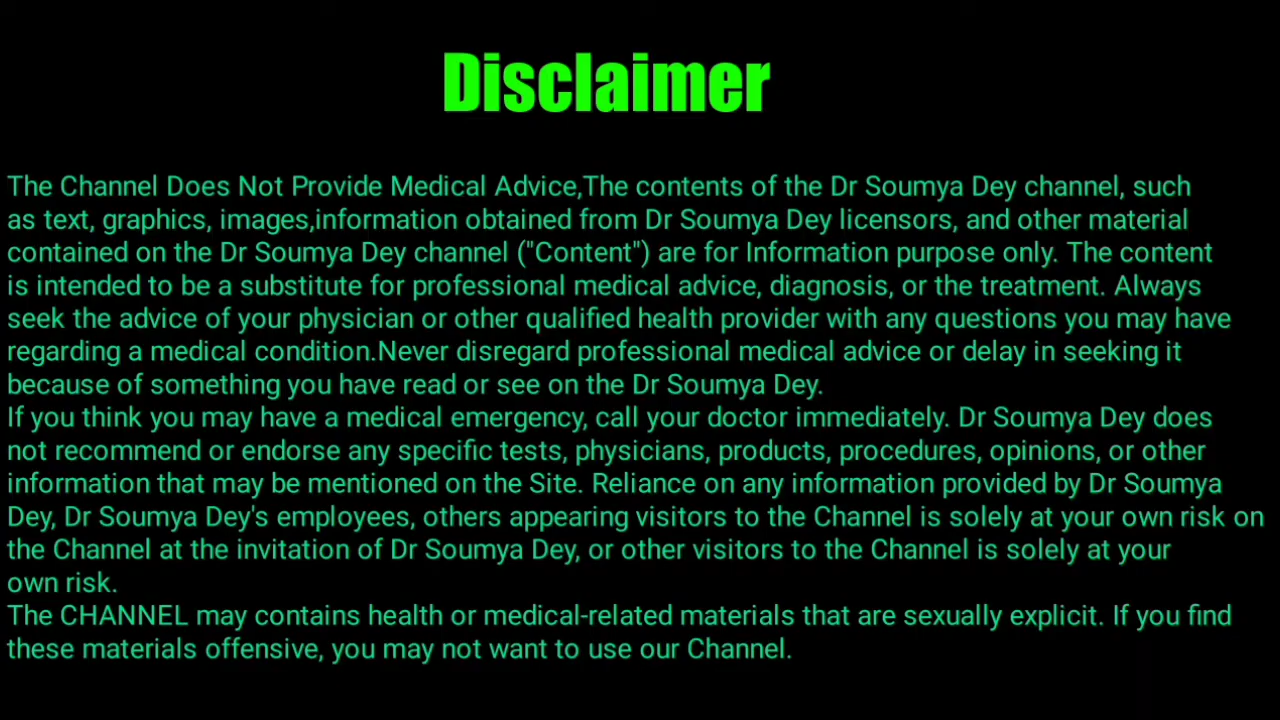 Disclaimer
The Channel Does Not Provide Medical Advice,The contents of the Dr Soumya Dey channel, such
as text, graphics, images,information obtained from Dr Soumya Dey licensors, and other material
contained on the Dr Soumya Dey channel ("Content") are for Information purpose only. The content
is intended to be a substitute for professional medical advice, diagnosis, or the treatment. Always
seek the advice of your physician or other qualified health provider with any questions you may have
regarding a medical condition.Never disregard professional medical advice or delay in seeking it
because of something you have read or see on the Dr Soumya Dey.
If you think you may have a medical emergency, call your doctor immediately. Dr Soumya Dey does
not recommend or endorse any specific tests, physicians, products, procedures, opinions, or other
information that may be mentioned on the Site. Reliance on any information provided by Dr Soumya
Dey, Dr Soumya Dey's employees, others appearing visitors to the Channel is solely at your own risk on
the Channel at the invitation of Dr Soumya Dey, or other visitors to the Channel is solely at your
own risk.
The CHANNEL may contains health or medical-related materials that are sexually explicit. If you find
these materials offensive, you may not want to use our Channel.